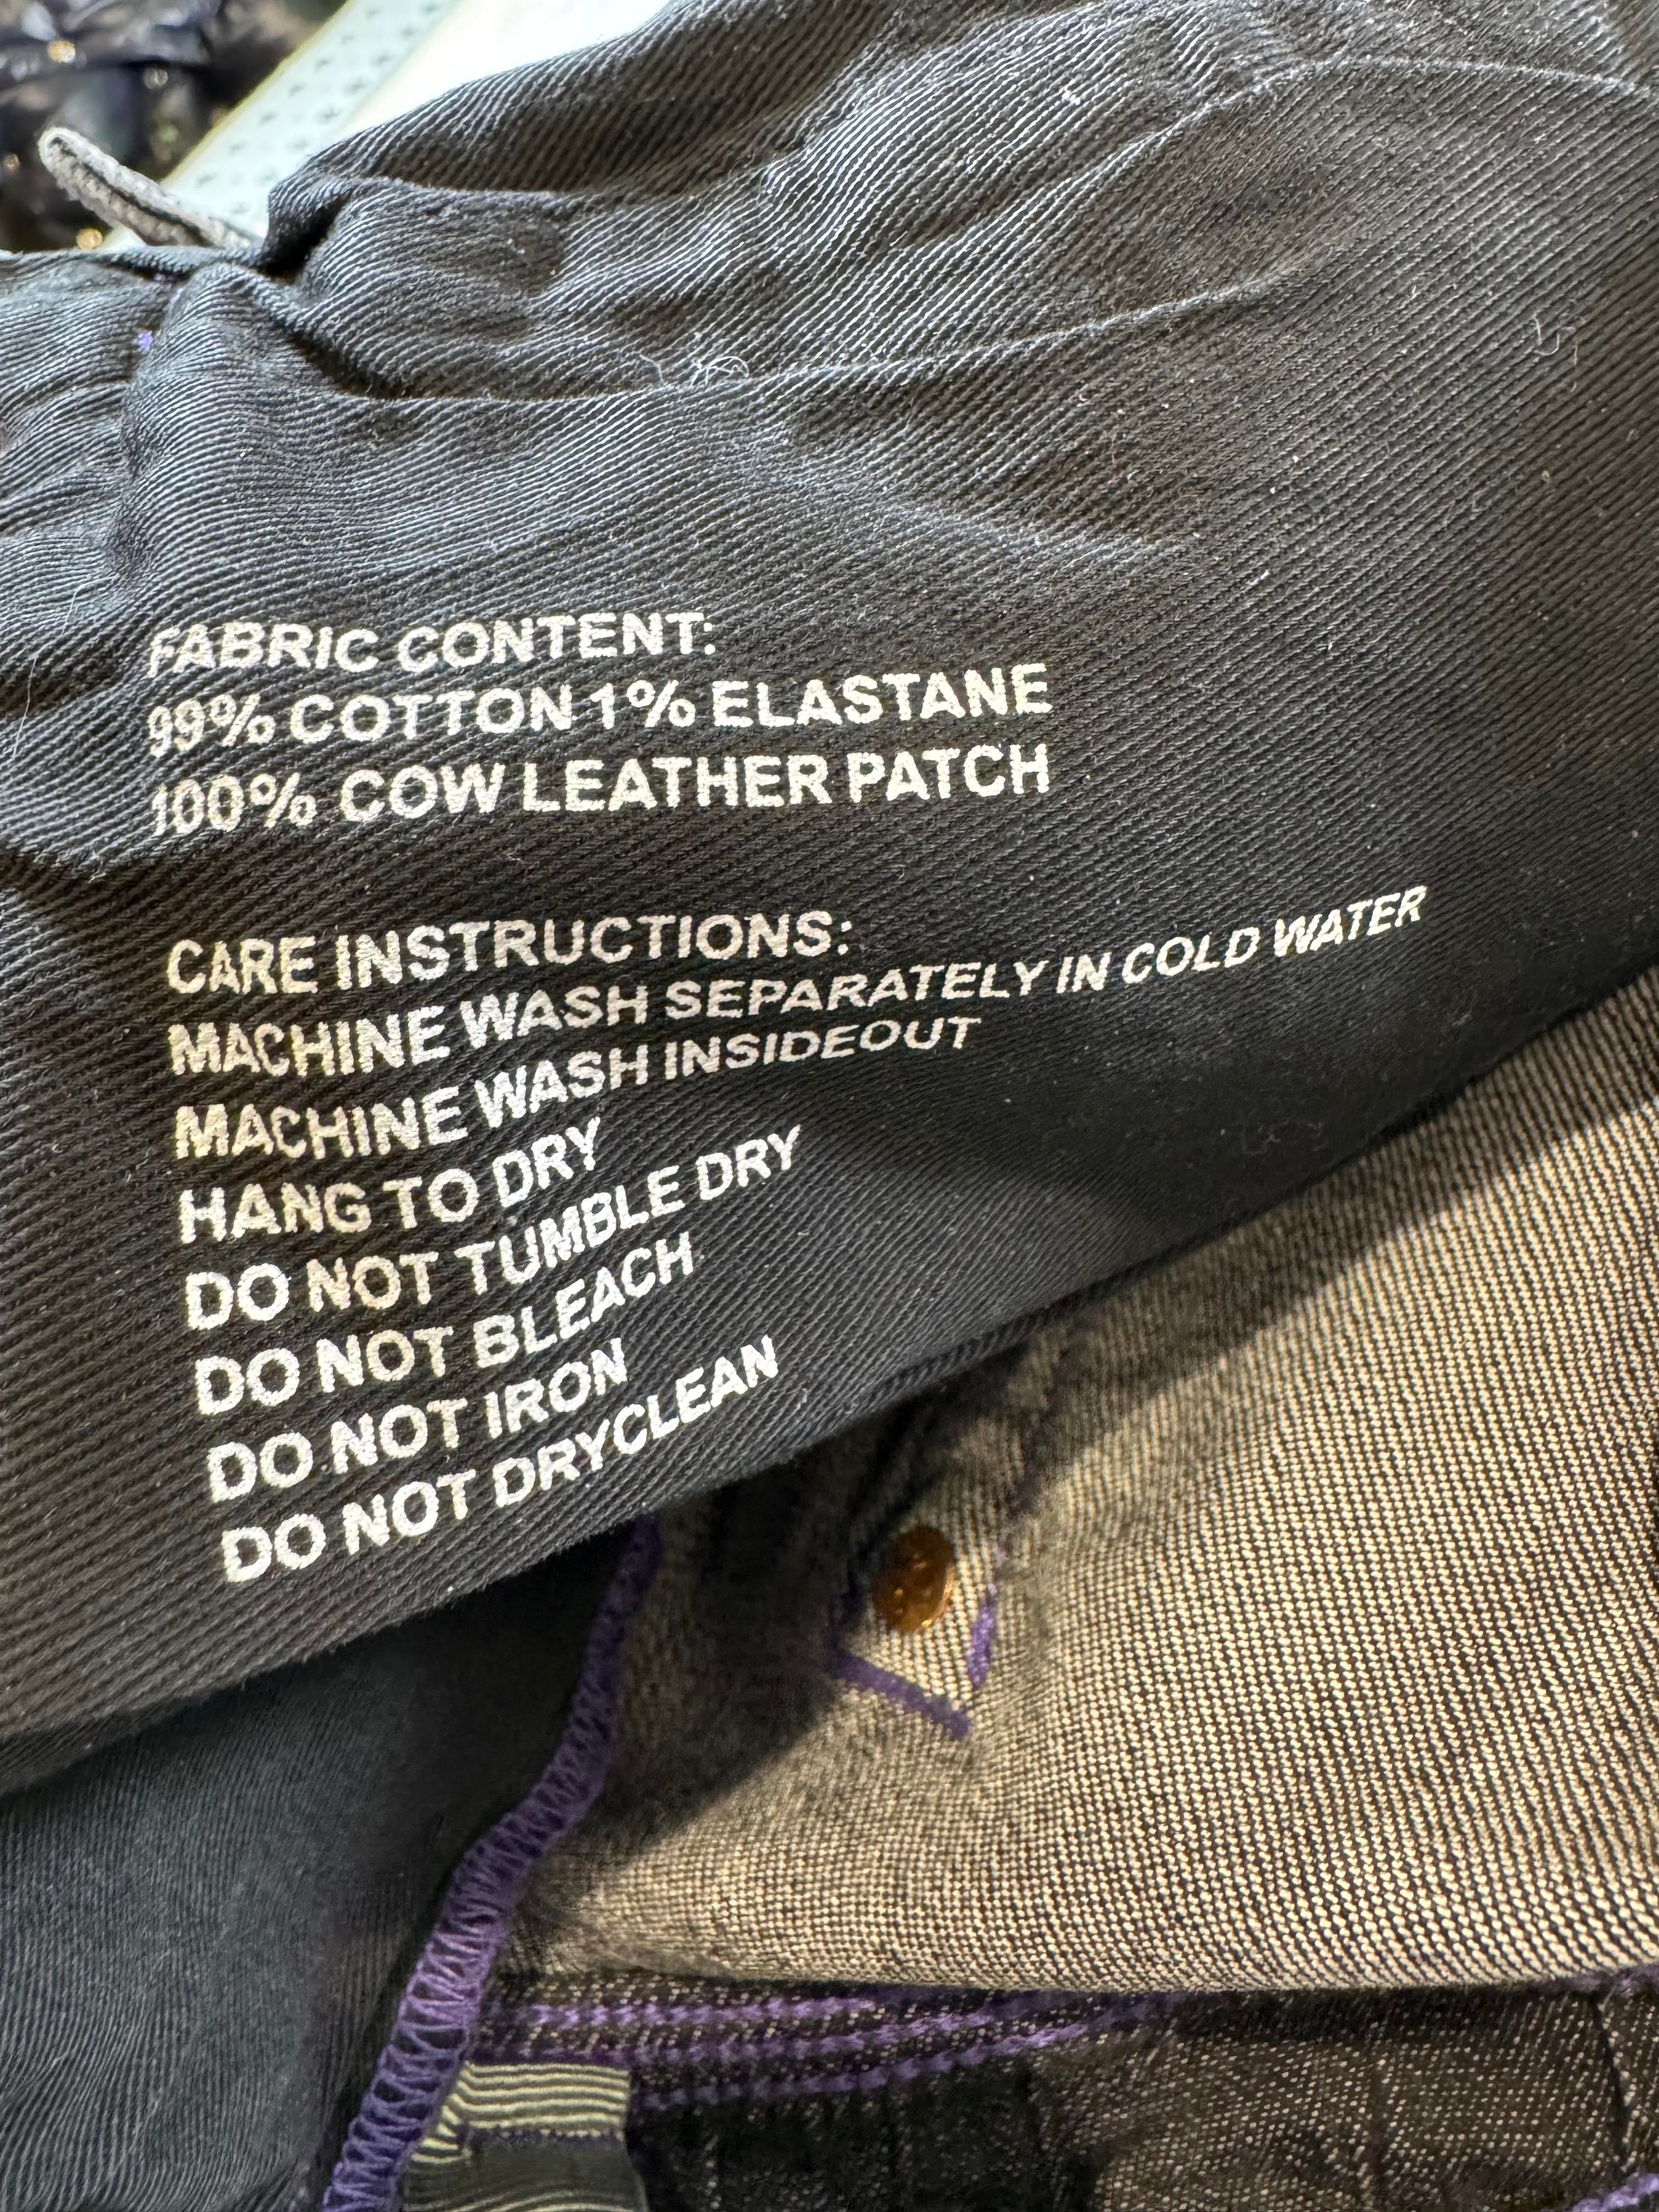 FABRIC CONTENT:
99% COTTON 1% ELASTANE
100% COW LEATHER PATCH
CARE INSTRUCTIONS:
MACHINE WASH SEPARATELY IN COLD WATER
MACHINE WASH INSIDEOUT
HANG TO DRY
DO NOT TUMBLE DRY
DO NOT BLEACH
DO NOT IRON
DO NOT DRYCLEAN